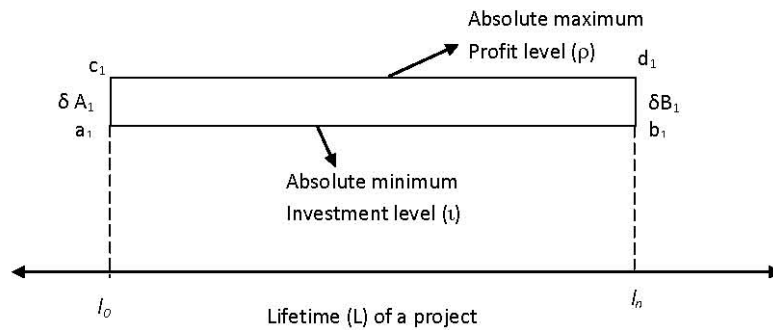 Absolute maximum
Profit level (ρ)
c₁
d₁
δ A₁
δB₁
a₁
b₁
Absolute minimum
Investment level (ι)
l₀
lₙ
Lifetime (L) of a project